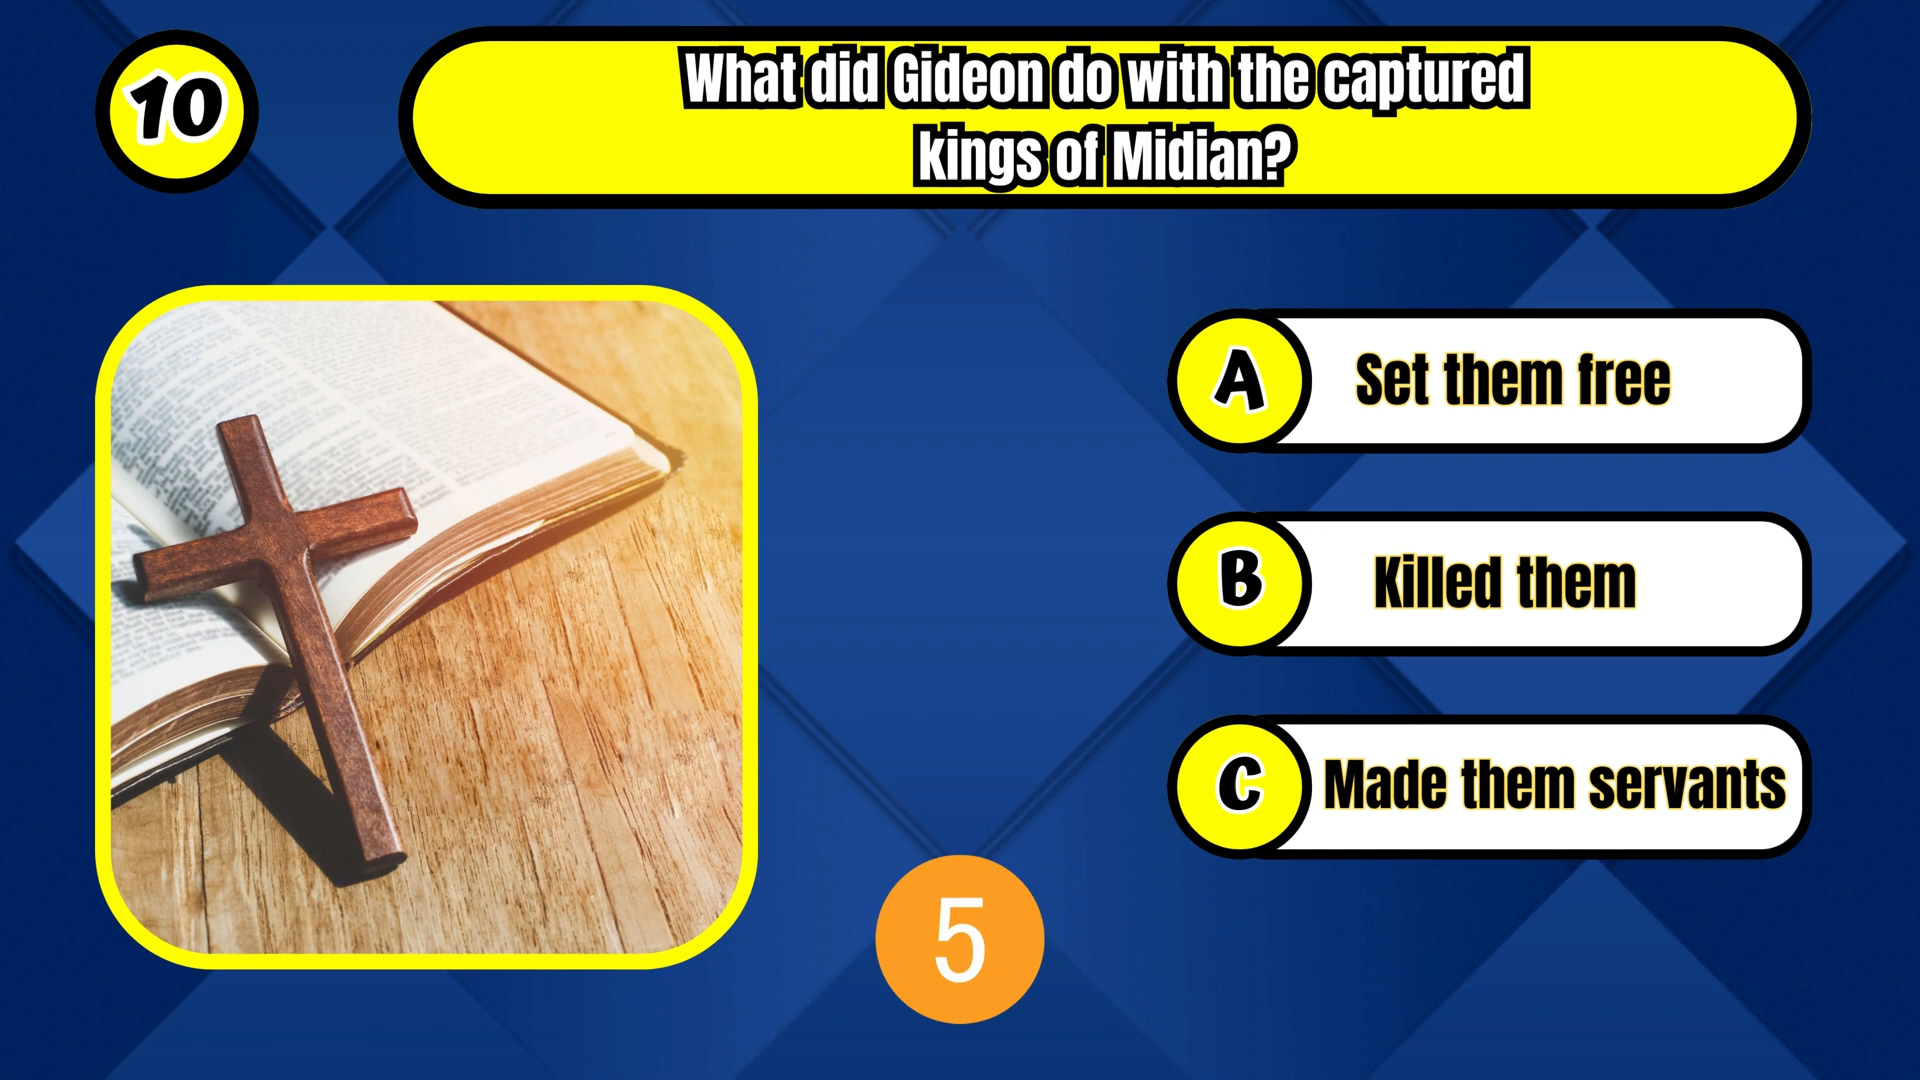 10
What did Gideon do with the captured
kings of Midian?
A
Set them free
B
Killed them
C
Made them servants
5